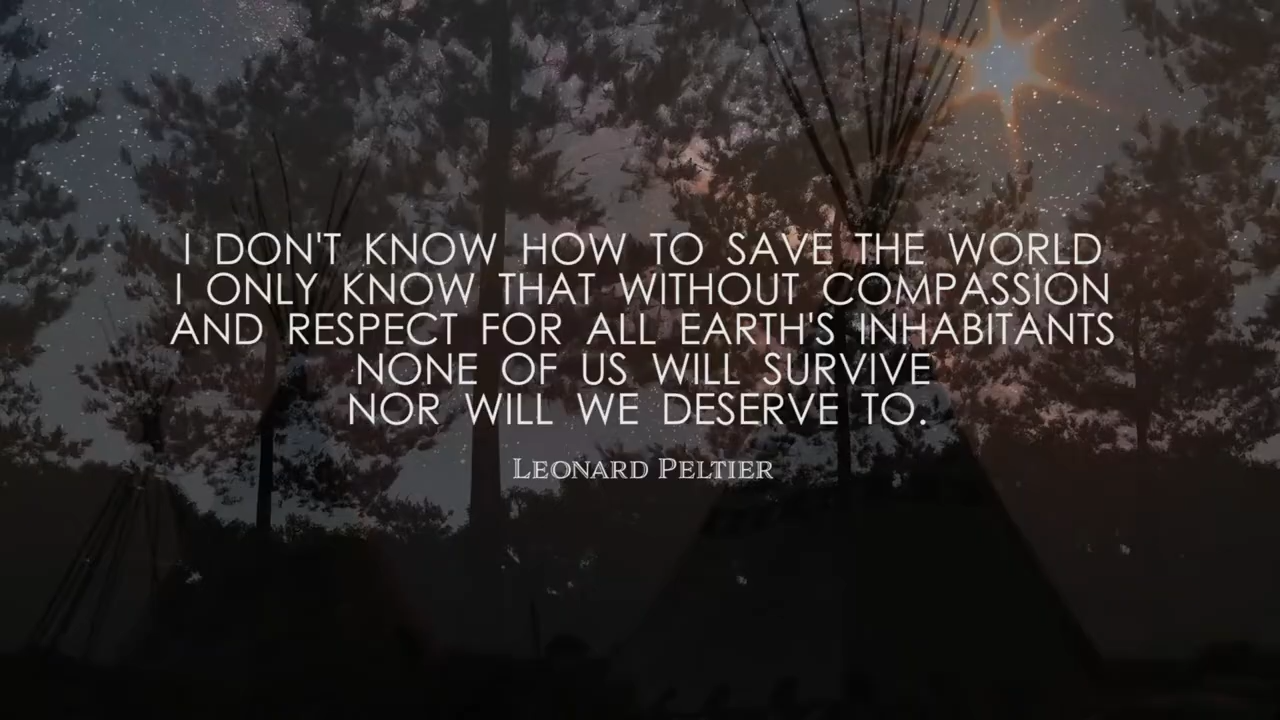 I DON'T KNOW HOW TO SAVE THE WORLD
I ONLY KNOW THAT WITHOUT COMPASSION
AND RESPECT FOR ALL EARTH'S INHABITANTS
NONE OF US WILL SURVIVE
NOR WILL WE DESERVE TO.
LEONARD PELTIER